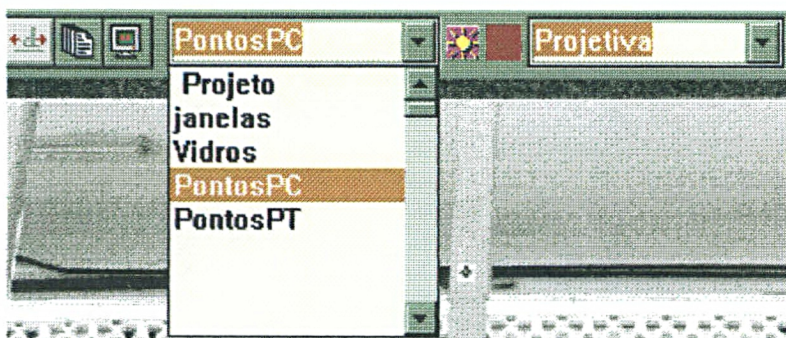 PontosPC
Projetiva
Projeto
janelas
Vidros
PontosPC
PontosPT